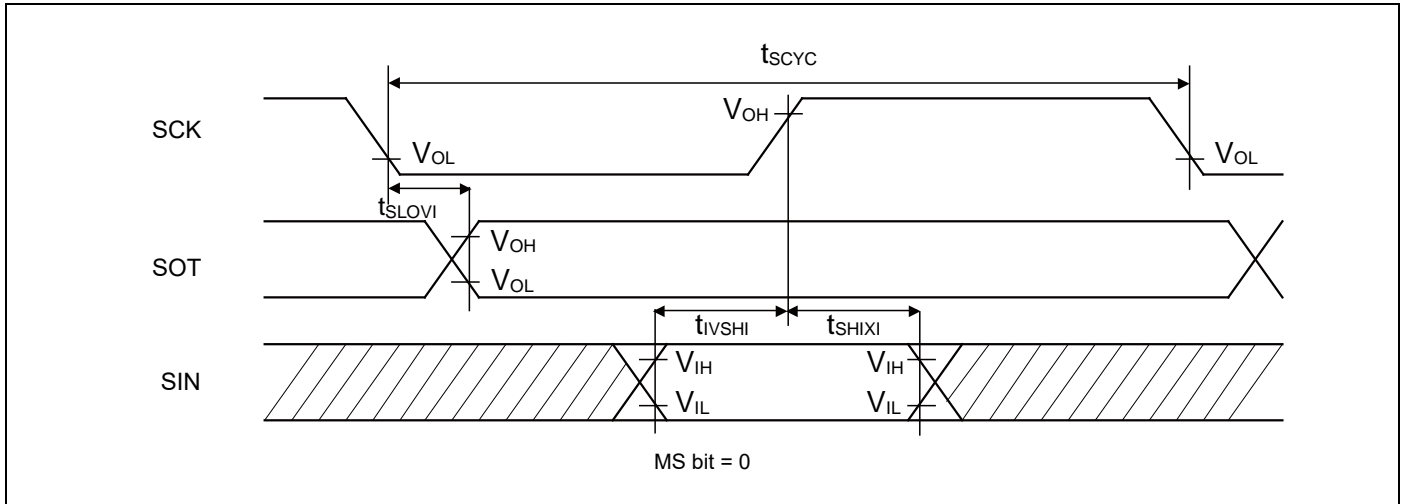 tSCYC
SCK
VOH
VOL
VOL
tSLOVI
SOT
VOH
VOL
tIVSHI
tSHIXI
SIN
VIH
VIH
VIL
VIL
MS bit = 0